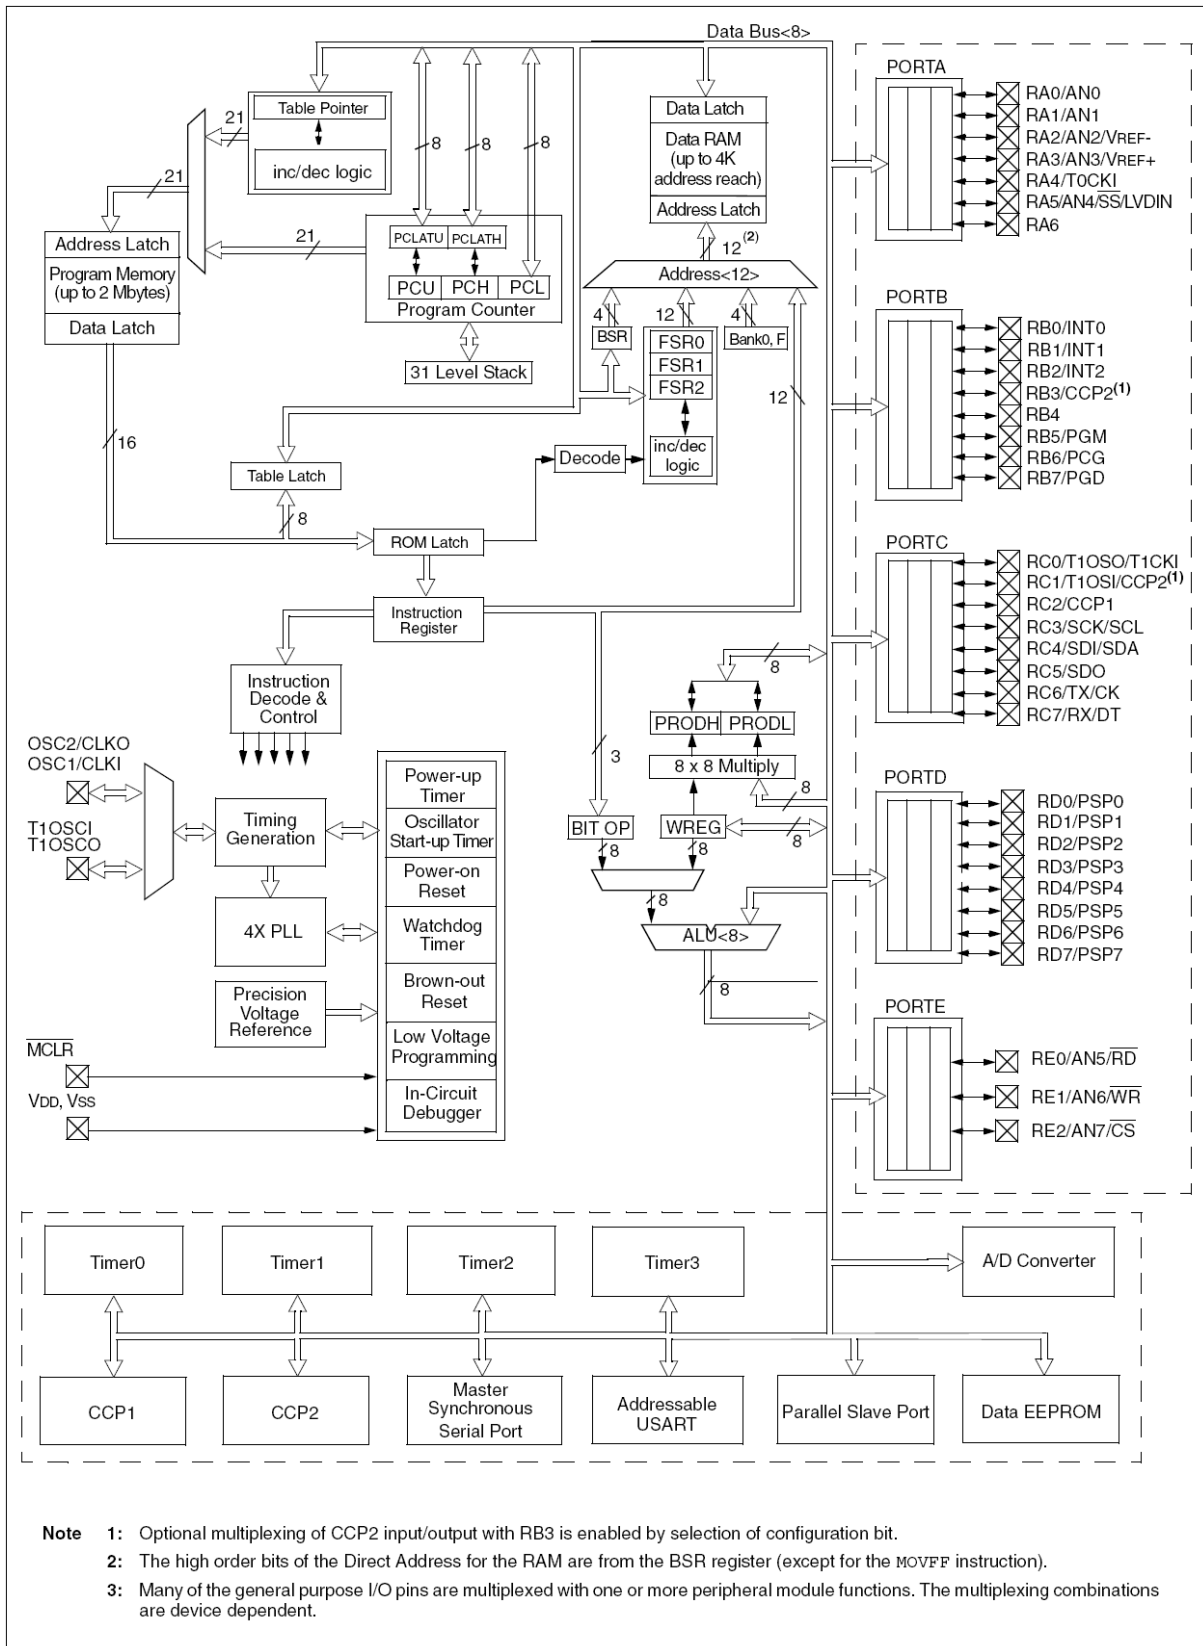 Data Bus<8>
PORTA
RA0/AN0
RA1/AN1
RA2/AN2/VREF-
RA3/AN3/VREF+
RA4/T0CKI
RA5/AN4/SS/LVDIN
RA6
21
Table Pointer
inc/dec logic
8
8
8
Data Latch
Data RAM
(up to 4K
address reach)
Address Latch
21
21
12(2)
Address Latch
Program Memory
(up to 2 Mbytes)
Data Latch
PCLATU
PCLATH
PCU
PCH
PCL
Program Counter
31 Level Stack
Address<12>
4
12
4
BSR
FSR0
FSR1
FSR2
Bank0, F
inc/dec
logic
12
PORTB
RB0/INT0
RB1/INT1
RB2/INT2
RB3/CCP2(1)
RB4
RB5/PGM
RB6/PCG
RB7/PGD
16
Table Latch
8
Decode
ROM Latch
Instruction
Register
PORTC
RC0/T1OSO/T1CKI
RC1/T1OSI/CCP2(1)
RC2/CCP1
RC3/SCK/SCL
RC4/SDI/SDA
RC5/SDO
RC6/TX/CK
RC7/RX/DT
Instruction
Decode &
Control
8
PRODH
PRODL
3
8 x 8 Multiply
8
BIT OP
WREG
8
8
8
8
ALU<8>
8
OSC2/CLKO
OSC1/CLKI
T1OSCI
T1OSCO
Timing
Generation
4X PLL
Precision
Voltage
Reference
MCLR
VDD, VSS
Power-up
Timer
Oscillator
Start-up Timer
Power-on
Reset
Watchdog
Timer
Brown-out
Reset
Low Voltage
Programming
In-Circuit
Debugger
PORTD
RD0/PSP0
RD1/PSP1
RD2/PSP2
RD3/PSP3
RD4/PSP4
RD5/PSP5
RD6/PSP6
RD7/PSP7
PORTE
RE0/AN5/RD
RE1/AN6/WR
RE2/AN7/CS
Timer0
Timer1
Timer2
Timer3
A/D Converter
CCP1
CCP2
Master
Synchronous
Serial Port
Addressable
USART
Parallel Slave Port
Data EEPROM
Note 1: Optional multiplexing of CCP2 input/output with RB3 is enabled by selection of configuration bit.
2: The high order bits of the Direct Address for the RAM are from the BSR register (except for the MOVFF instruction).
3: Many of the general purpose I/O pins are multiplexed with one or more peripheral module functions. The multiplexing combinations
are device dependent.